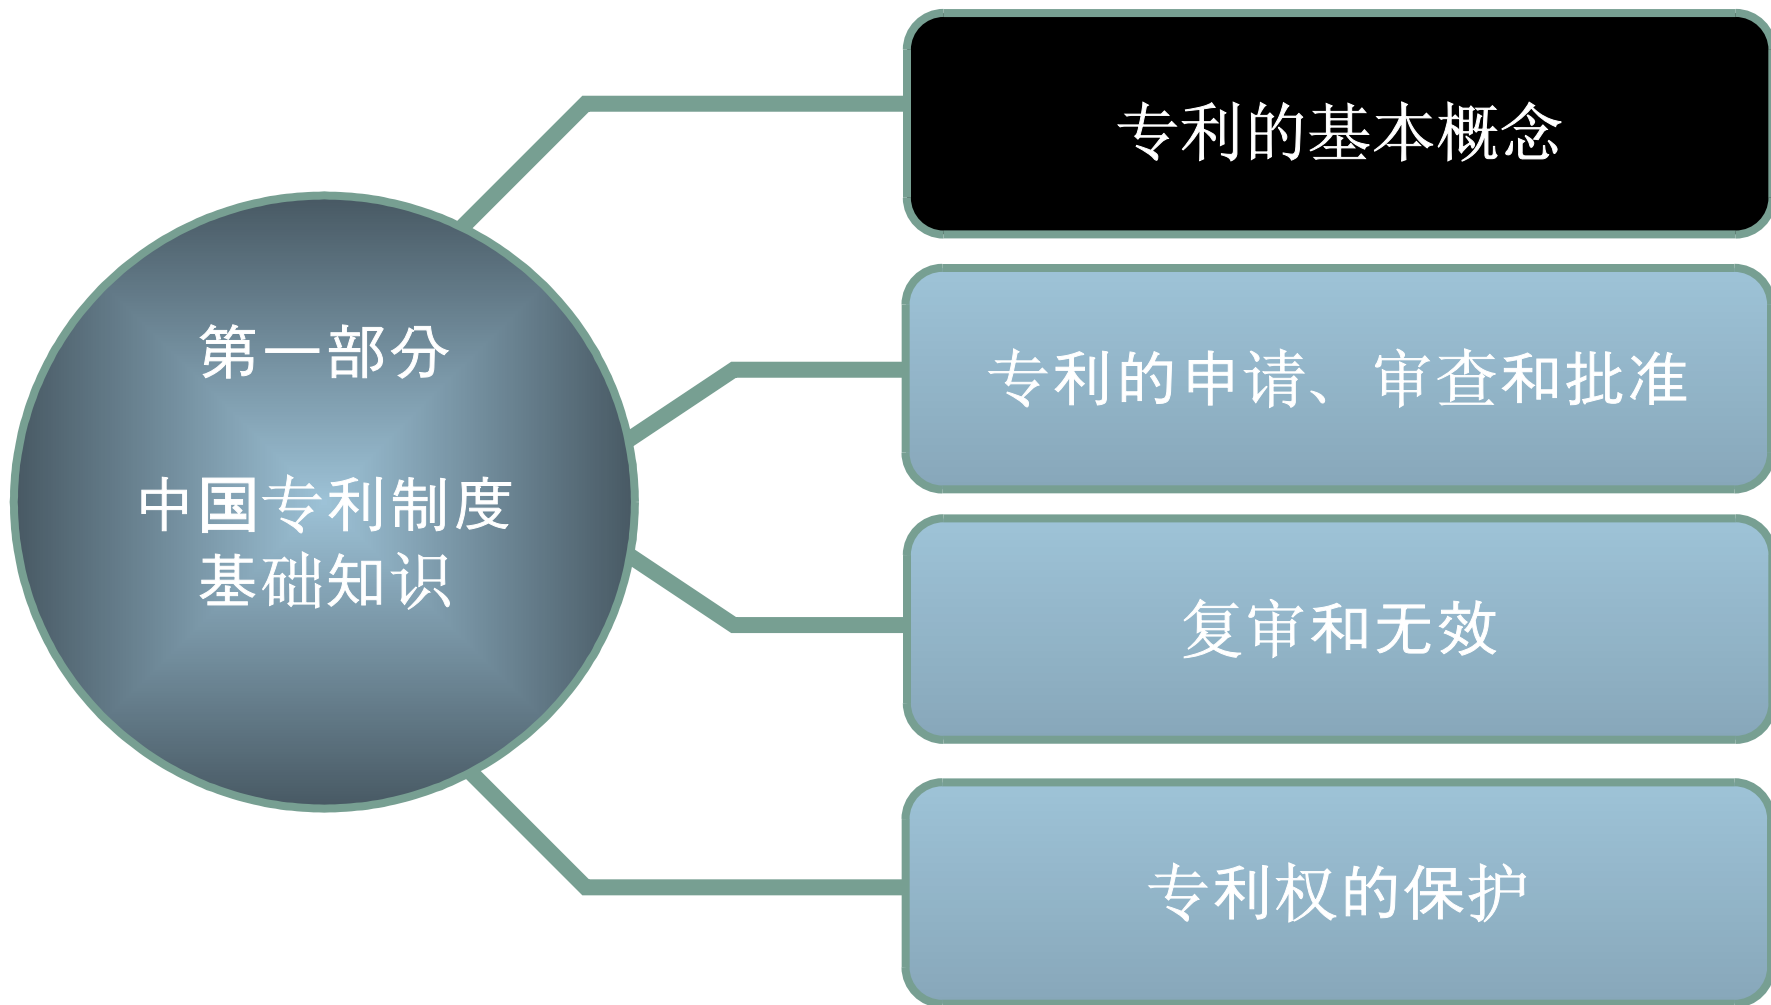 第一部分
中国专利制度
基础知识
专利的基本概念
专利的申请、审查和批准
复审和无效
专利权的保护